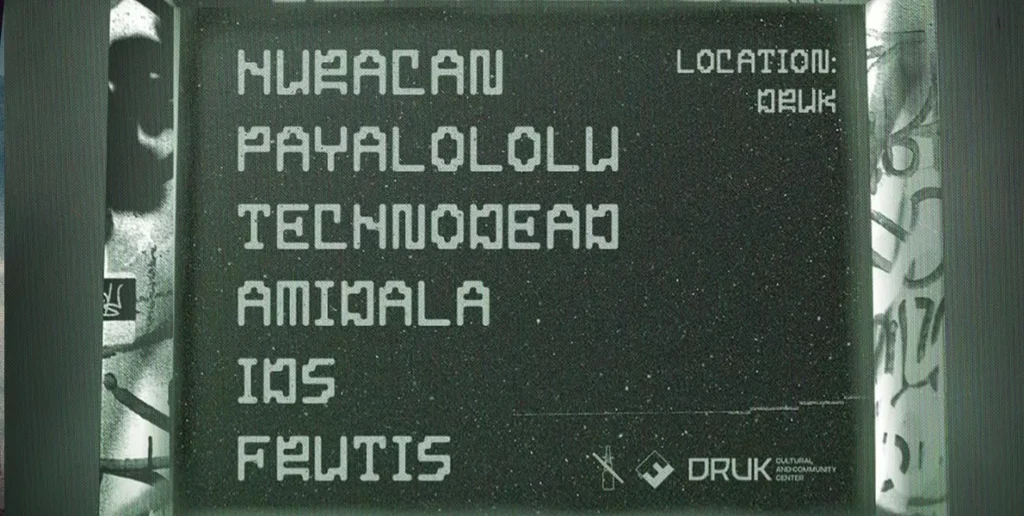 HURACAN
PAYALOLOLU
TECHNODEAD
AMIDALA
IDS
FRUTIS
LOCATION:
DRUK
DRUK
CULTURAL
AND COMMUNITY
CENTER